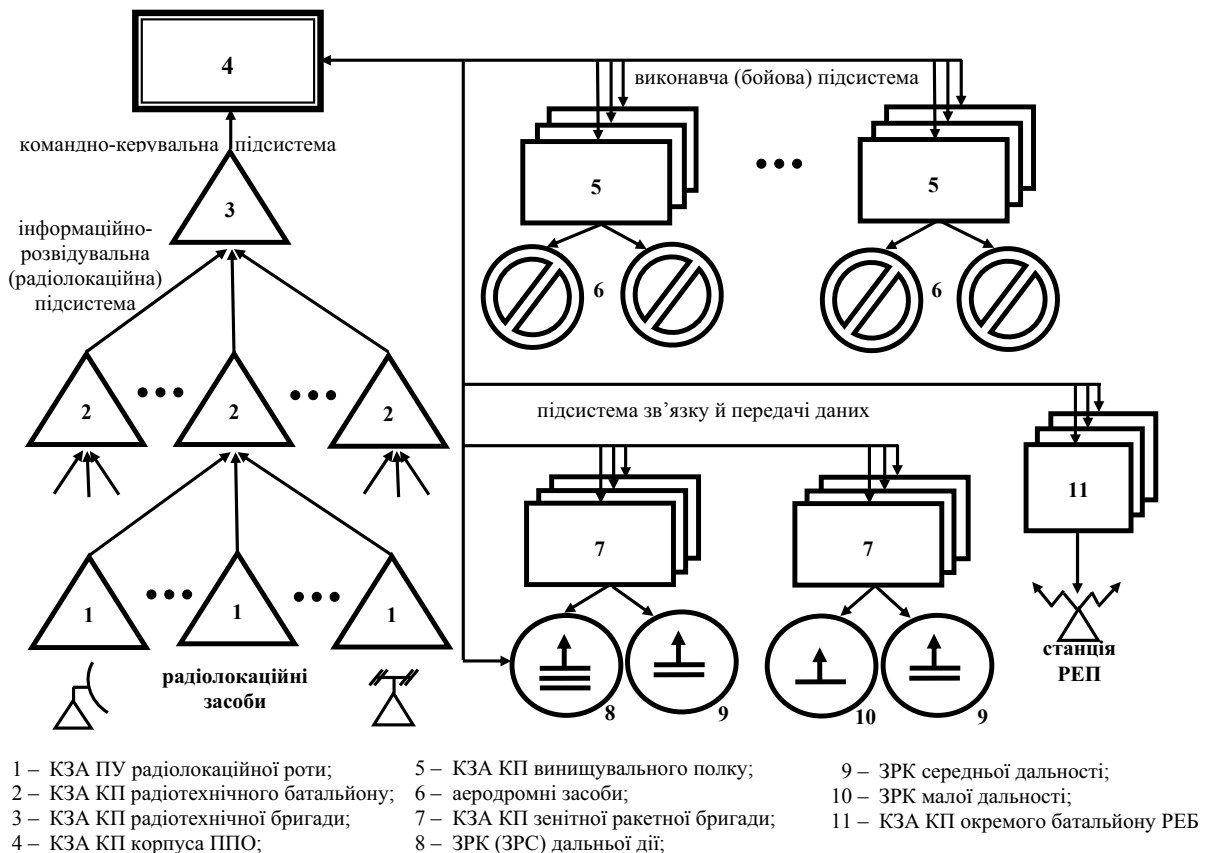 4
виконавча (бойова) підсистема
командно-керувальна підсистема
3
5
5
інформаційно-
розвідувальна
(радіолокаційна)
підсистема
6
6
2
2
2
підсистема зв’язку й передачі даних
11
7
7
1
1
1
радіолокаційні
засоби
станція
РЕП
8
9
10
9
1 – КЗА ПУ радіолокаційної роти;
2 – КЗА КП радіотехнічного батальйону;
3 – КЗА КП радіотехнічної бригади;
4 – КЗА КП корпуса ППО;
5 – КЗА КП винищувального полку;
6 – аеродромні засоби;
7 – КЗА КП зенітної ракетної бригади;
8 – ЗРК (ЗРС) дальньої дії;
9 – ЗРК середньої дальності;
10 – ЗРК малої дальності;
11 – КЗА КП окремого батальйону РЕБ